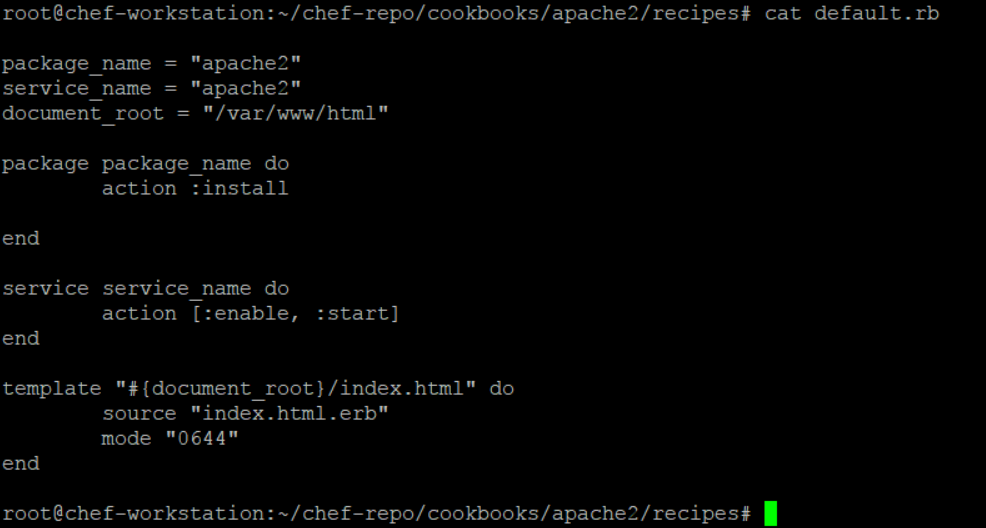 root@chef-workstation:~/chef-repo/cookbooks/apache2/recipes# cat default.rb
package_name = "apache2"
service_name = "apache2"
document_root = "/var/www/html"
package package_name do
action :install
end
service service_name do
action [:enable, :start]
end
template "#{document_root}/index.html" do
source "index.html.erb"
mode "0644"
end
root@chef-workstation:~/chef-repo/cookbooks/apache2/recipes#